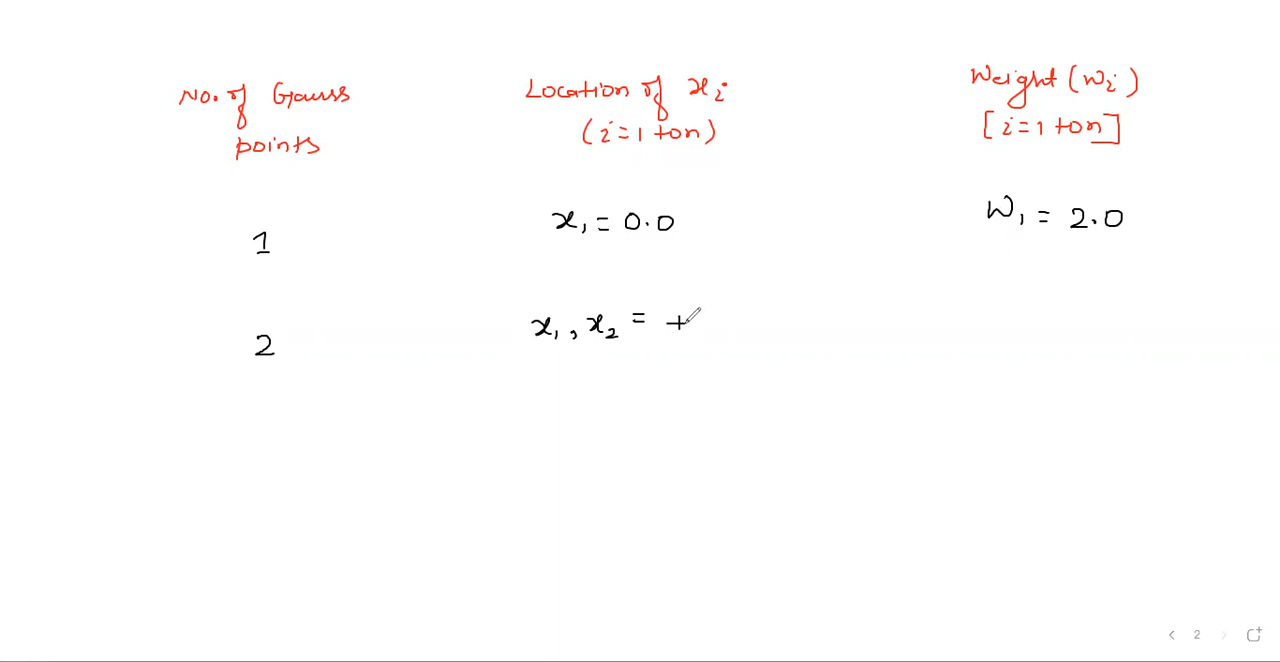 No. of Gauss points
Location of xi (i=1 to n)
Weight (wi) [i=1 to n]
1
x1 = 0.0
W1 = 2.0
2
x1, x2 = +
2